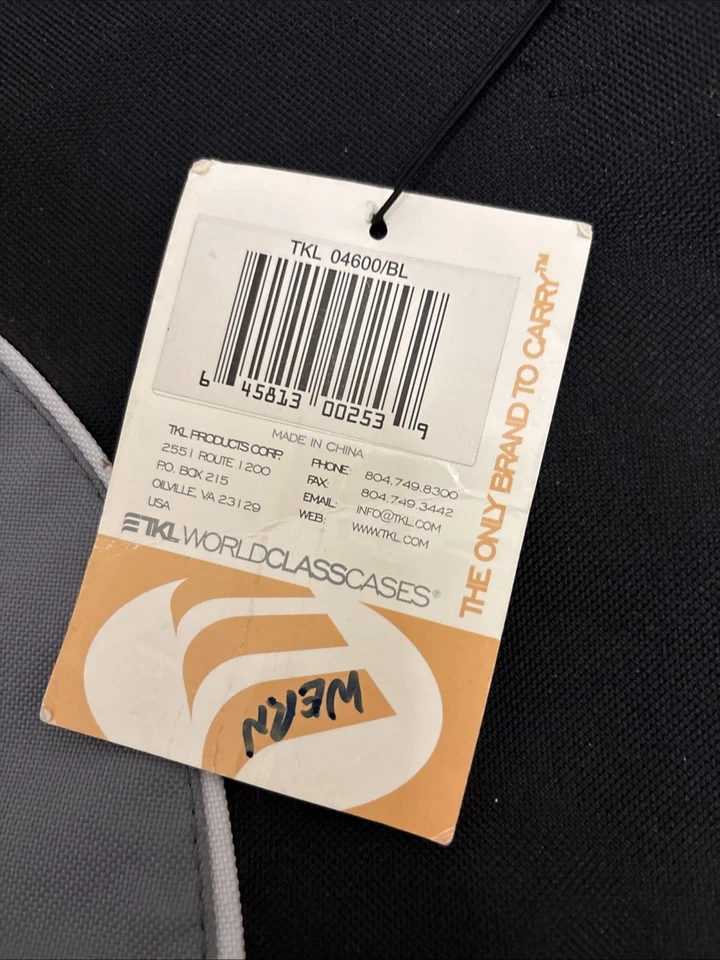 TKL 04600/BL
6 45813 00253 9
MADE IN CHINA
TKL PRODUCTS CORP
2551 ROUTE 1200
P.O. BOX 215
OILVILLE, VA 23129
USA
PHONE: 804.749.8300
FAX: 804.749.3442
EMAIL: INFO@TKL.COM
WEB: WWW.TKL.COM
TKL WORLDCLASSCASES®
THE ONLY BRAND TO CARRY™
WERN